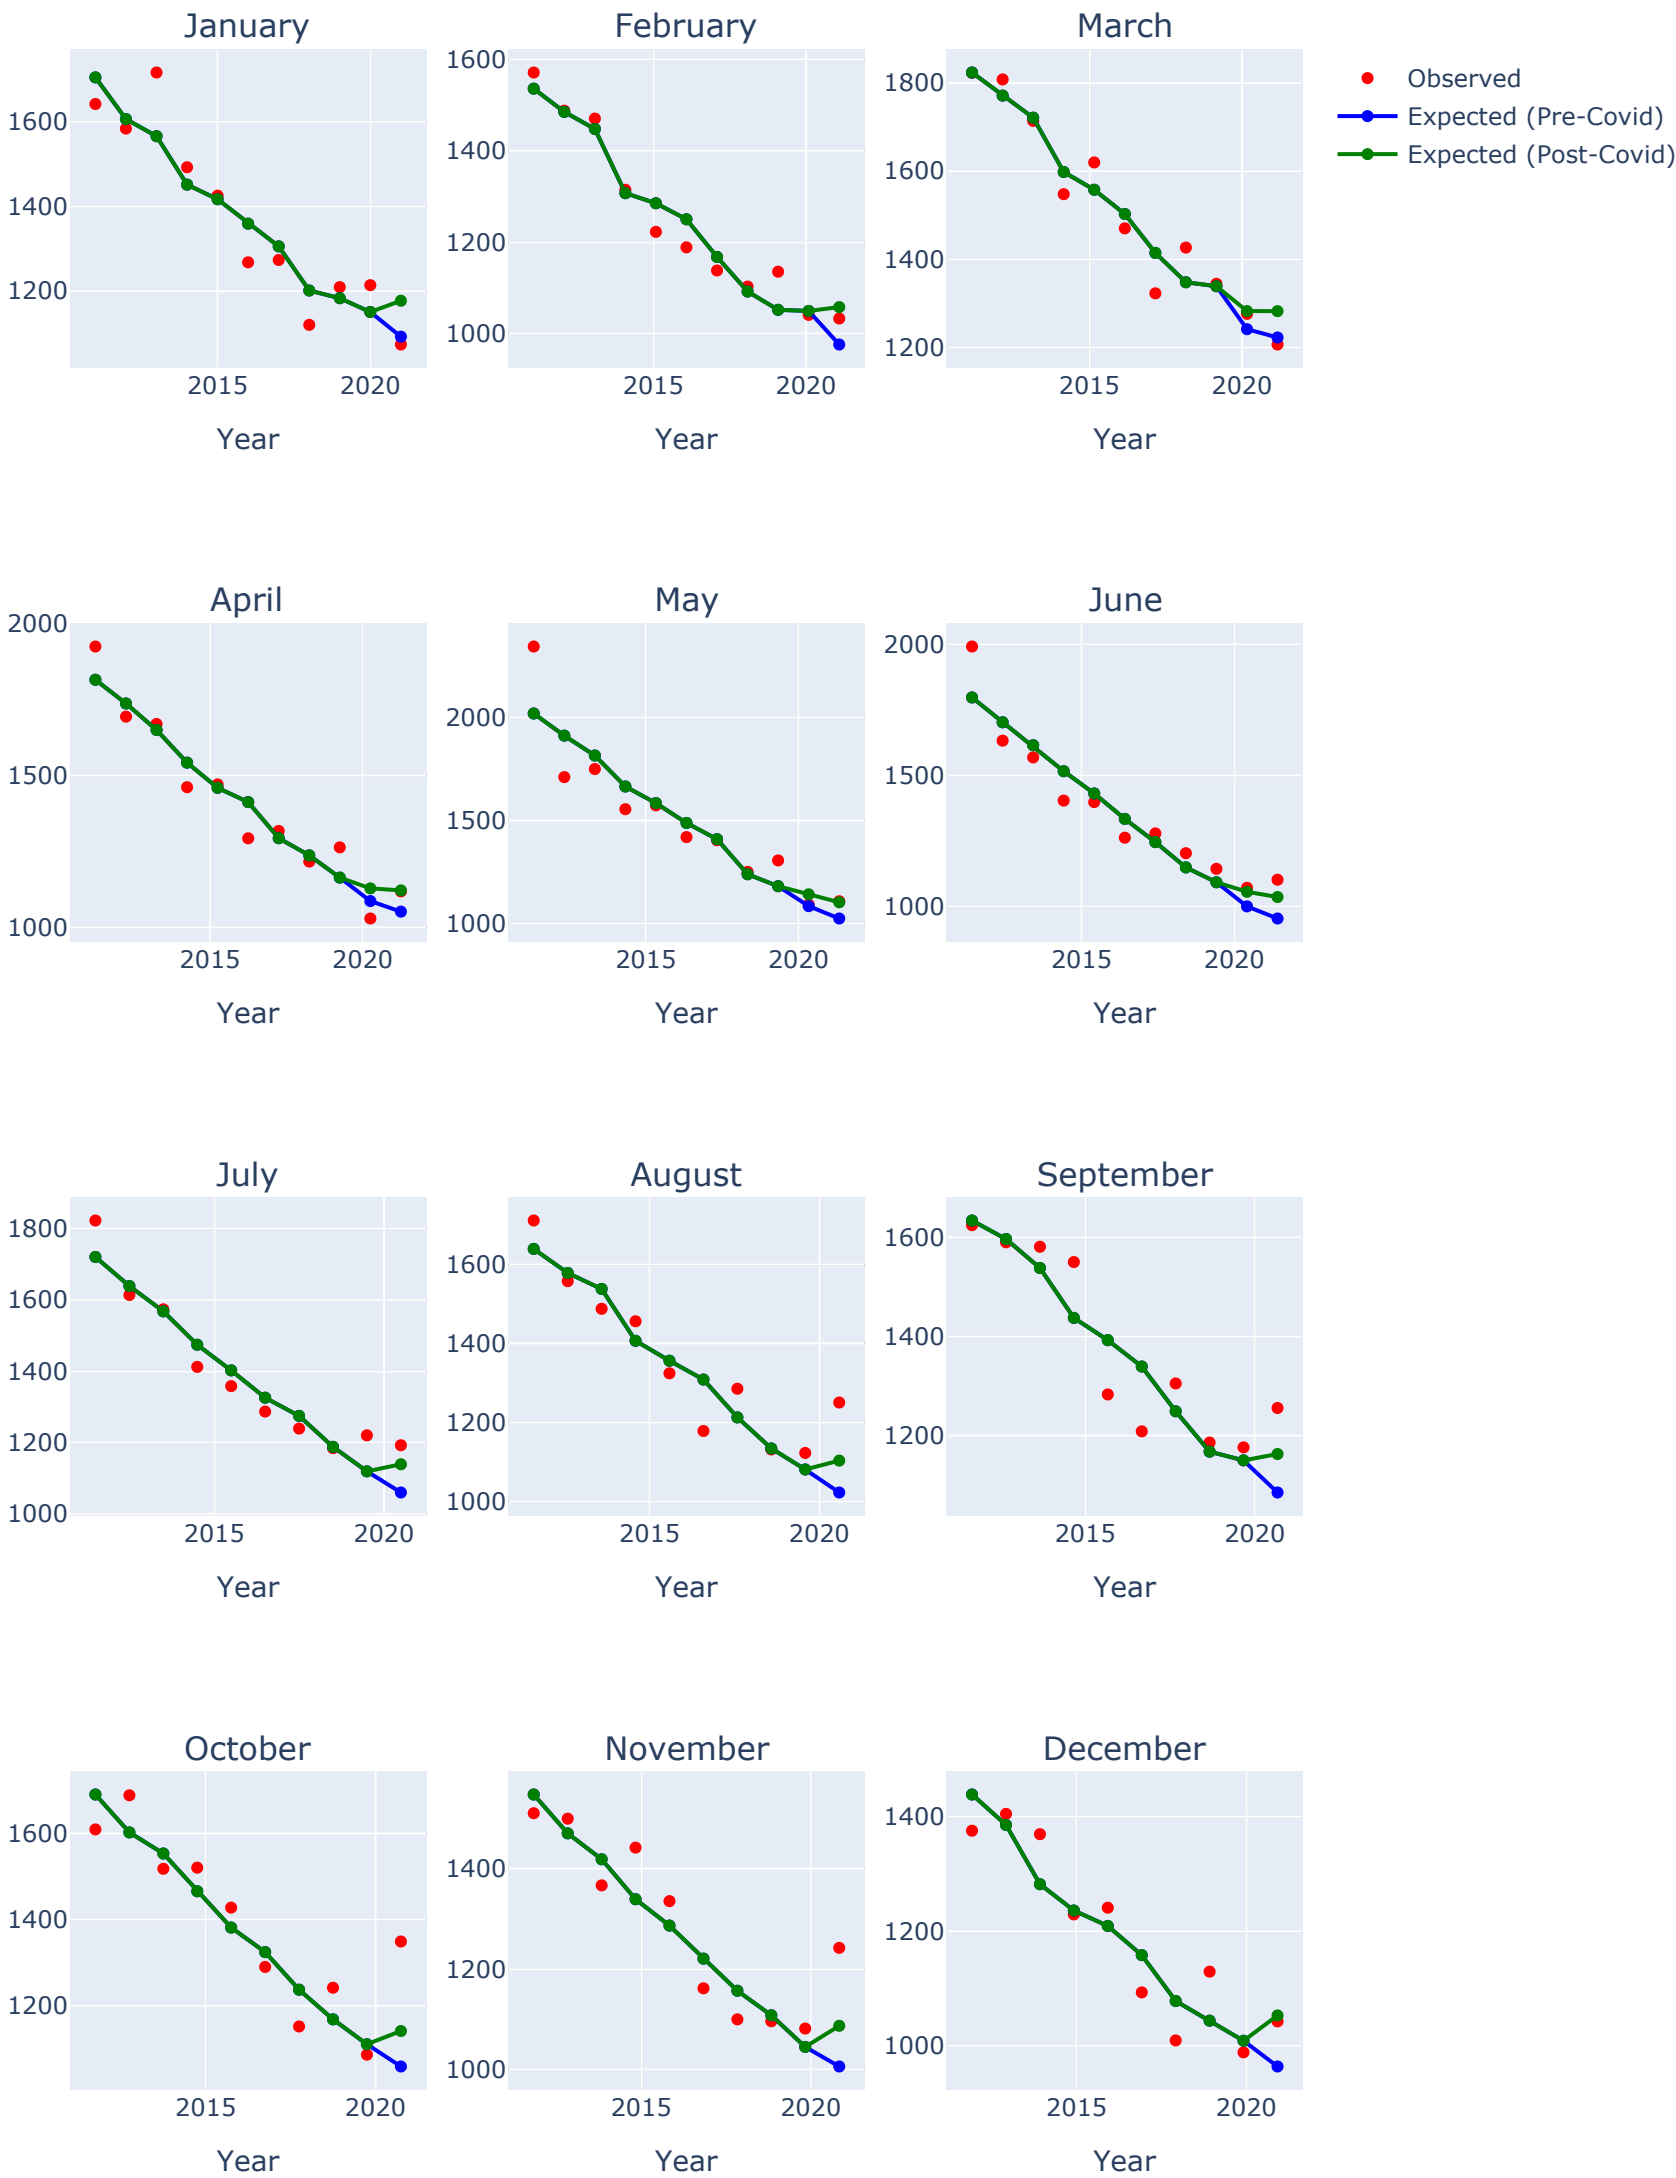 January
February
March
Observed
Expected (Pre-Covid)
Expected (Post-Covid)
1600
1400
1200
2015
2020
Year
1600
1400
1200
1000
2015
2020
Year
1800
1600
1400
1200
2015
2020
Year
April
May
June
2000
1500
1000
2015
2020
Year
2000
1500
1000
2015
2020
Year
2000
1500
1000
2015
2020
Year
July
August
September
1800
1600
1400
1200
1000
2015
2020
Year
1600
1400
1200
1000
2015
2020
Year
1600
1400
1200
2015
2020
Year
October
November
December
1600
1400
1200
2015
2020
Year
1400
1200
1000
2015
2020
Year
1400
1200
1000
2015
2020
Year